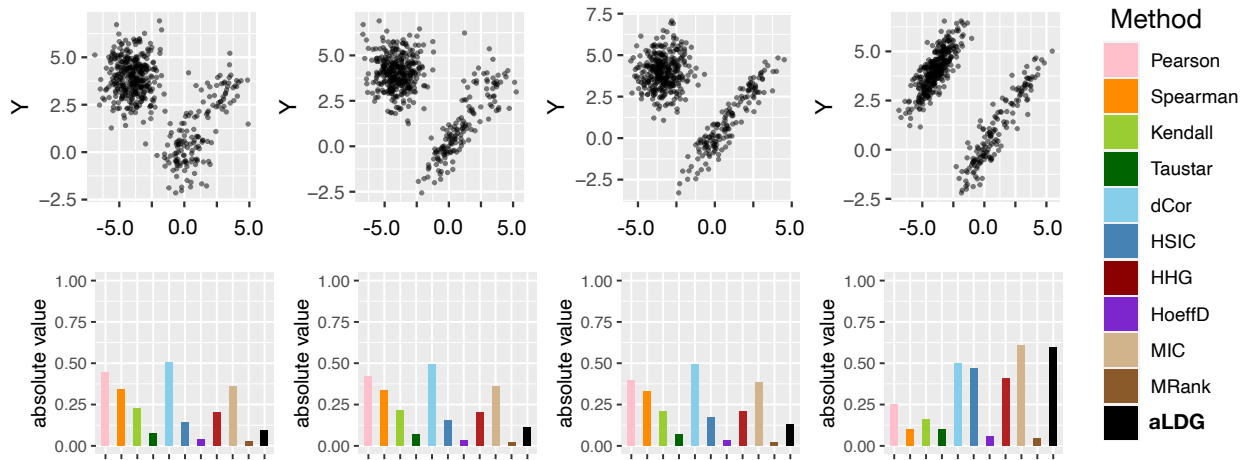 Y
5.0
2.5
0.0
−2.5
-5.0 0.0 5.0
Y
5.0
2.5
0.0
−2.5
-5.0 0.0 5.0
Y
7.5
5.0
2.5
0.0
−2.5
-5.0 0.0 5.0
Y
5.0
2.5
0.0
−2.5
-5.0 0.0 5.0
absolute value
1.00
0.75
0.50
0.25
0.00
absolute value
1.00
0.75
0.50
0.25
0.00
absolute value
1.00
0.75
0.50
0.25
0.00
absolute value
1.00
0.75
0.50
0.25
0.00
Method
Pearson
Spearman
Kendall
Taustar
dCor
HSIC
HHG
HoeffD
MIC
MRank
aLDG